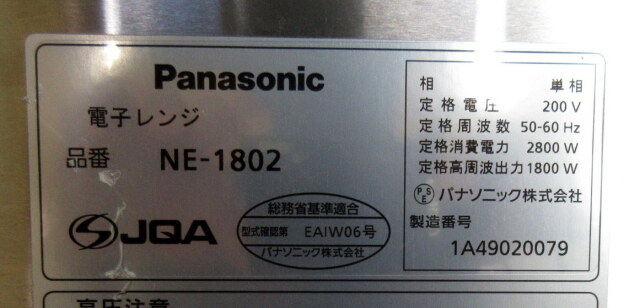 Panasonic
電子レンジ
品番 NE-1802
JQA
総務省基準適合
型式確認第 EAIW06号
パナソニック株式会社
相 単相
定格電圧 200 V
定格周波数 50-60 Hz
定格消費電力 2800 W
定格高周波出力 1800 W
PSE パナソニック株式会社
製造番号
1A49020079
高圧注意